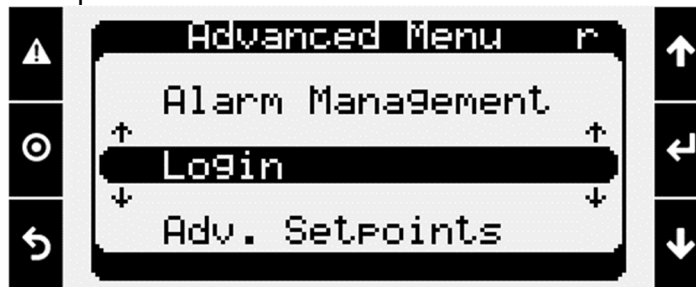 Advanced Menu r
Alarm Management
Login
Adv. Setpoints